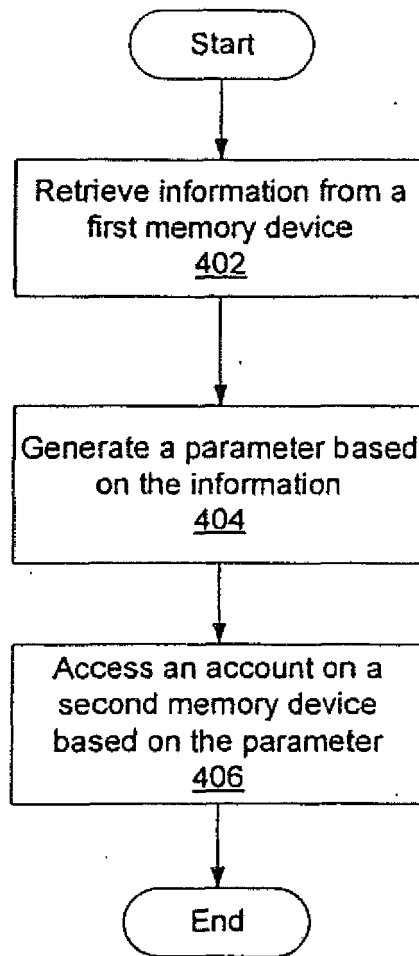 Start
Retrieve information from a
first memory device
402
Generate a parameter based
on the information
404
Access an account on a
second memory device
based on the parameter
406
End